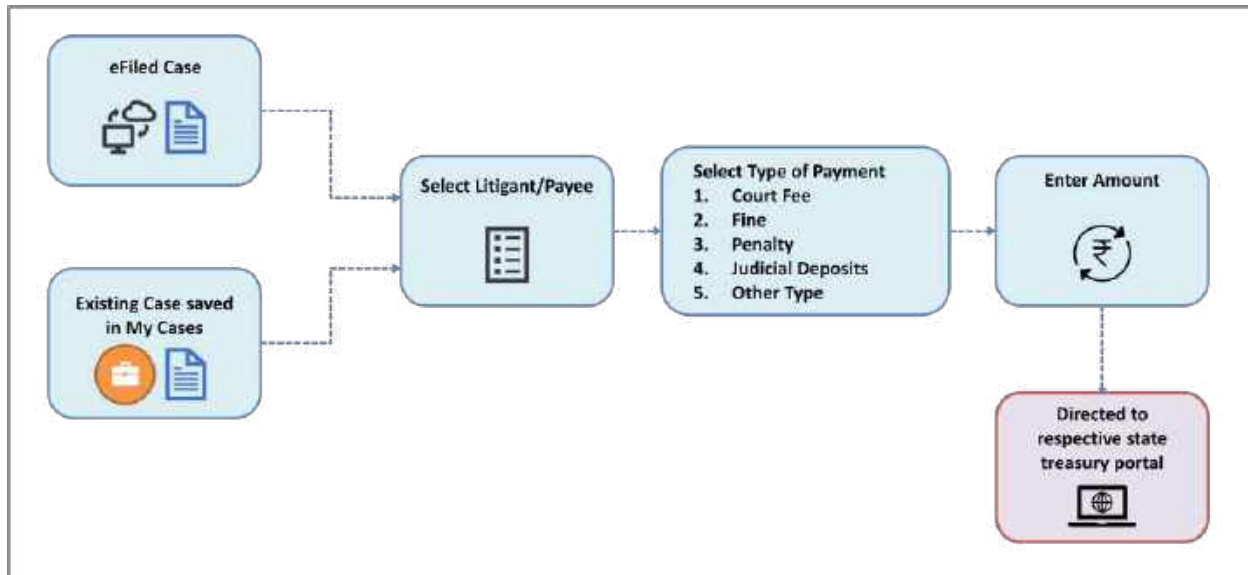 eFiled Case
Existing Case saved
in My Cases
Select Litigant/Payee
Select Type of Payment
1. Court Fee
2. Fine
3. Penalty
4. Judicial Deposits
5. Other Type
Enter Amount
₹
Directed to
respective state
treasury portal